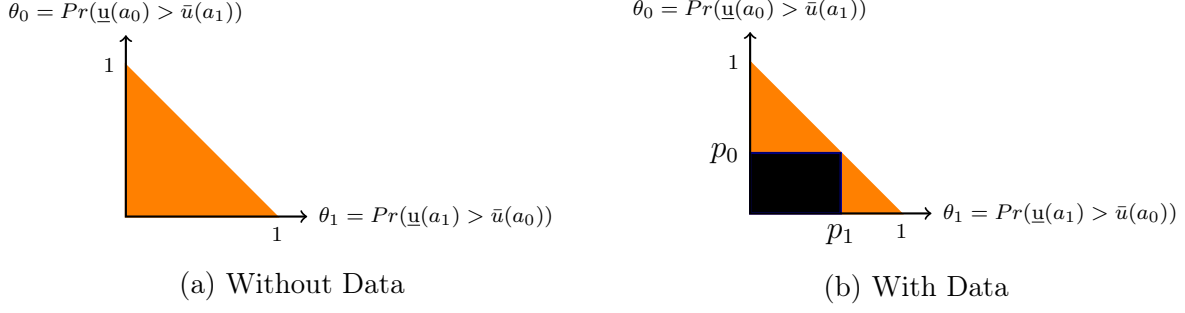 θ₀ = Pr(u̲(a₀) > ū(a₁))
1
θ₁ = Pr(u̲(a₁) > ū(a₀))
1
(a) Without Data
θ₀ = Pr(u̲(a₀) > ū(a₁))
1
p₀
θ₁ = Pr(u̲(a₁) > ū(a₀))
p₁ 1
(b) With Data